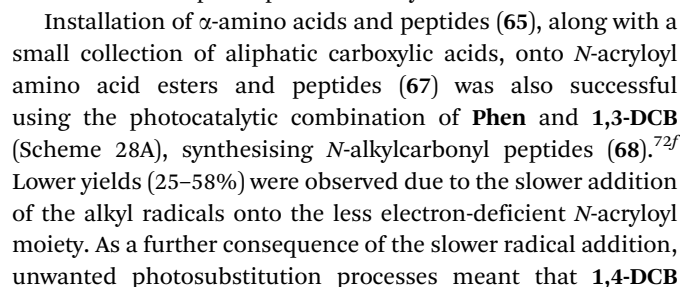 Installation of α-amino acids and peptides (65), along with a
small collection of aliphatic carboxylic acids, onto N-acryloyl
amino acid esters and peptides (67) was also successful
using the photocatalytic combination of Phen and 1,3-DCB
(Scheme 28A), synthesising N-alkylcarbonyl peptides (68).72f
Lower yields (25–58%) were observed due to the slower addition
of the alkyl radicals onto the less electron-deficient N-acryloyl
moiety. As a further consequence of the slower radical addition,
unwanted photosubstitution processes meant that 1,4-DCB